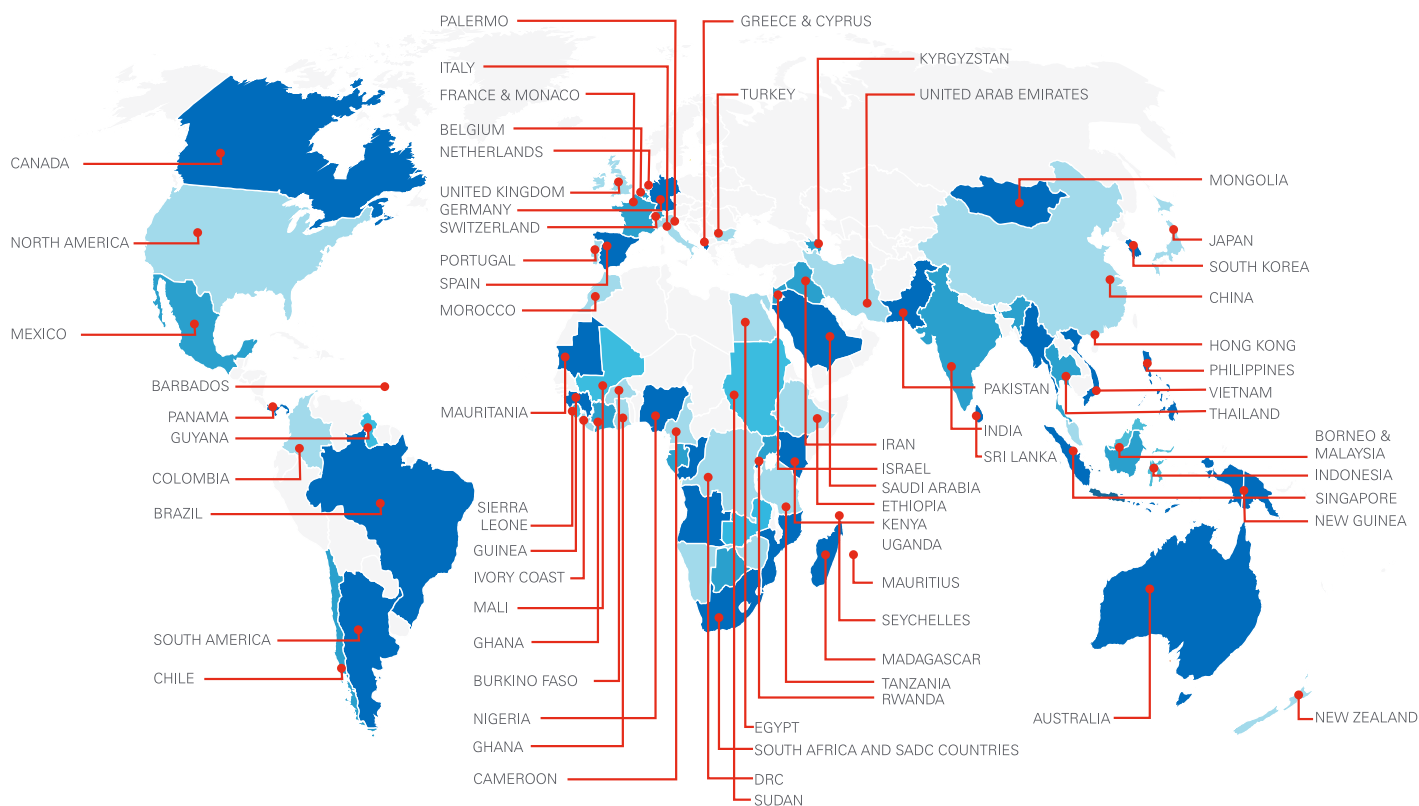 PALERMO
GREECE & CYPRUS
ITALY
KYRGYZSTAN
FRANCE & MONACO
TURKEY
UNITED ARAB EMIRATES
BELGIUM
NETHERLANDS
CANADA
UNITED KINGDOM
GERMANY
SWITZERLAND
MONGOLIA
NORTH AMERICA
JAPAN
PORTUGAL
SOUTH KOREA
SPAIN
CHINA
MOROCCO
MEXICO
HONG KONG
PHILIPPINES
BARBADOS
PAKISTAN
VIETNAM
PANAMA
MAURITANIA
THAILAND
GUYANA
INDIA
IRAN
BORNEO &
MALAYSIA
SRI LANKA
ISRAEL
COLOMBIA
INDONESIA
SAUDI ARABIA
SINGAPORE
ETHIOPIA
BRAZIL
SIERRA
LEONE
KENYA
NEW GUINEA
UGANDA
GUINEA
IVORY COAST
MAURITIUS
MALI
SEYCHELLES
SOUTH AMERICA
GHANA
MADAGASCAR
CHILE
BURKINO FASO
TANZANIA
RWANDA
NIGERIA
AUSTRALIA
NEW ZEALAND
EGYPT
GHANA
SOUTH AFRICA AND SADC COUNTRIES
CAMEROON
DRC
SUDAN